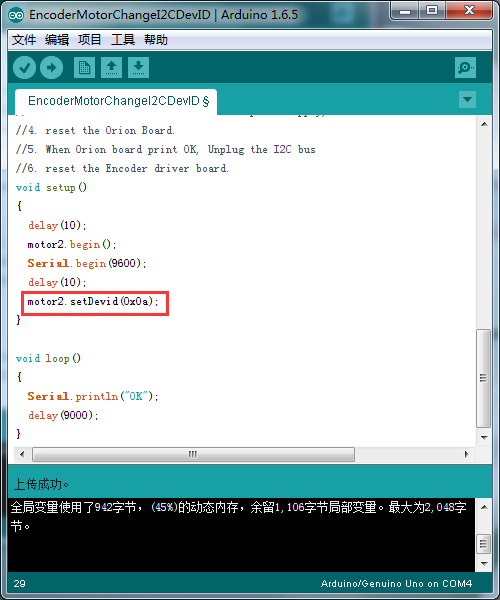 EncoderMotorChangeI2CDevID | Arduino 1.6.5
文件 编辑 项目 工具 帮助
EncoderMotorChangeI2CDevID §
//4. reset the Orion Board.
//5. When Orion board print OK, Unplug the I2C bus
//6. reset the Encoder driver board.
void setup()
{
  delay(10);
  motor2.begin();
  Serial.begin(9600);
  delay(10);
  motor2.setDevid(0x0a);
}
void loop()
{
  Serial.println("OK");
  delay(9000);
}
上传成功。
全局变量使用了942字节，(45%)的动态内存，余留1,106字节局部变量。最大为2,048字
节。
29 Arduino/Genuino Uno on COM4